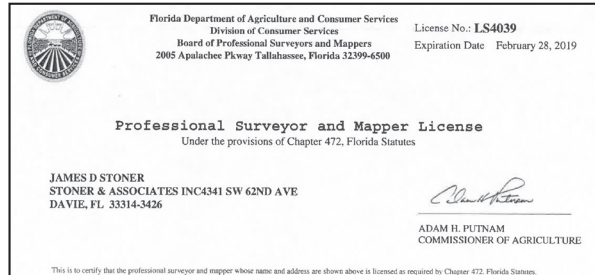 Florida Department of Agriculture and Consumer Services
Division of Consumer Services
Board of Professional Surveyors and Mappers
2005 Apalachee Pkway Tallahassee, Florida 32399-6500
License No.: LS4039
Expiration Date February 28, 2019
Professional Surveyor and Mapper License
Under the provisions of Chapter 472, Florida Statutes
JAMES D STONER
STONER & ASSOCIATES INC4341 SW 62ND AVE
DAVIE, FL 33314-3426
ADAM H. PUTNAM
COMMISSIONER OF AGRICULTURE
This is to certify that the professional surveyor and mapper whose name and address are shown above is licensed as required by Chapter 472. Florida Statutes.